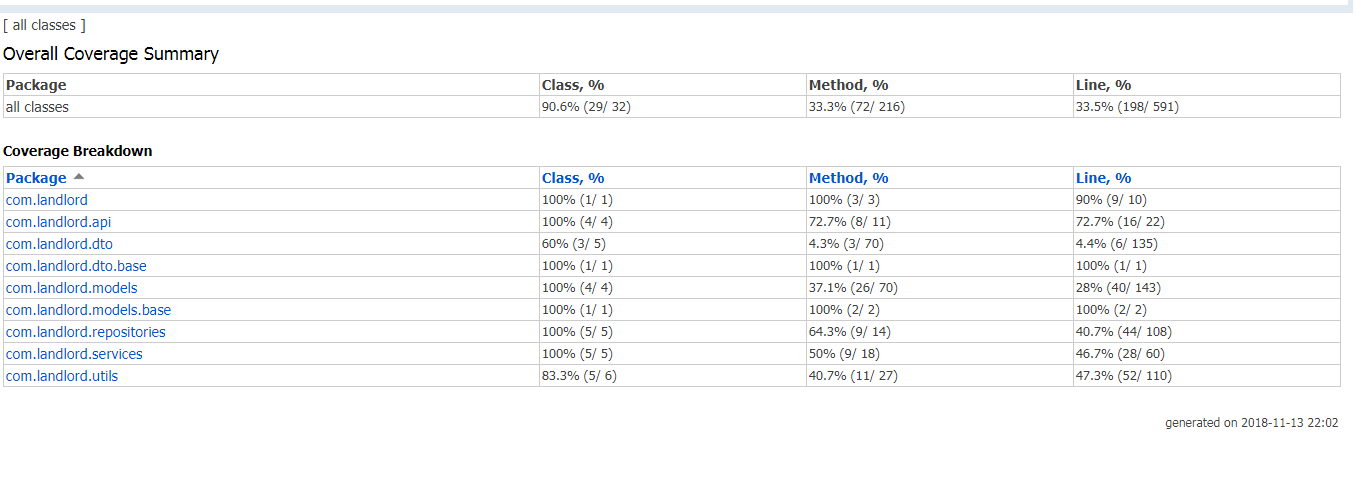 [ all classes ]
Overall Coverage Summary
Package Class, % Method, % Line, %
all classes 90.6% (29/ 32) 33.3% (72/ 216) 33.5% (198/ 591)
Coverage Breakdown
Package Class, % Method, % Line, %
com.landlord 100% (1/ 1) 100% (3/ 3) 90% (9/ 10)
com.landlord.api 100% (4/ 4) 72.7% (8/ 11) 72.7% (16/ 22)
com.landlord.dto 60% (3/ 5) 4.3% (3/ 70) 4.4% (6/ 135)
com.landlord.dto.base 100% (1/ 1) 100% (1/ 1) 100% (1/ 1)
com.landlord.models 100% (4/ 4) 37.1% (26/ 70) 28% (40/ 143)
com.landlord.models.base 100% (1/ 1) 100% (2/ 2) 100% (2/ 2)
com.landlord.repositories 100% (5/ 5) 64.3% (9/ 14) 40.7% (44/ 108)
com.landlord.services 100% (5/ 5) 50% (9/ 18) 46.7% (28/ 60)
com.landlord.utils 83.3% (5/ 6) 40.7% (11/ 27) 47.3% (52/ 110)
generated on 2018-11-13 22:02